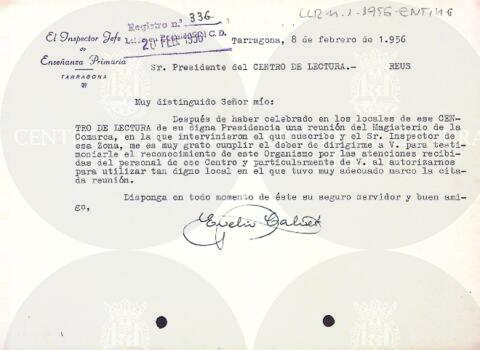 LLR-n.1-1956-ENT/148
Registro n.º 336
20 FEB. 1956
El Inspector Jefe
de
Enseñanza Primaria
TARRAGONA
Tarragona, 8 de febrero de 1.956
Sr. Presidente del CENTRO DE LECTURA.- REUS
Muy distinguido Señor mío:
Después de haber celebrado en los locales de ese CEN-
TRO DE LECTURA de su digna Presidencia una reunión del Magisterio de la
Comarca, en la que intervinieron el que suscribe y el Sr. Inspector de
esa Zona, me es muy grato cumplir el deber de dirigirme a V. para testi-
moniarle el reconocimiento de este Organismo por las atenciones recibi-
das del personal de ese Centro y particularmente de V. al autorizarnos
para utilizar tan digno local en el que tuvo muy adecuado marco la cita-
da reunión.
Disponga en todo momento de éste su seguro servidor y buen ami-
go,